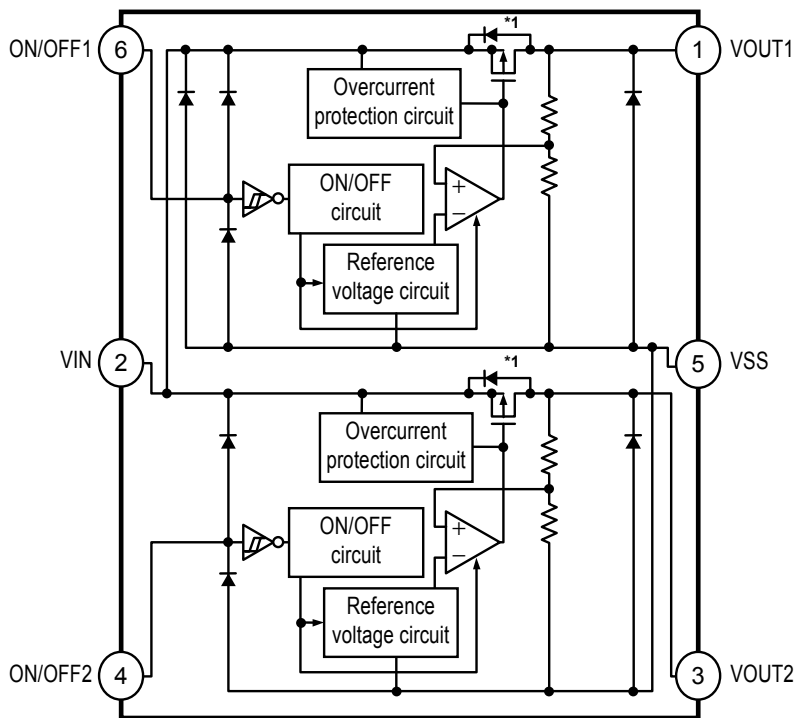 ON/OFF1
6
*1
1
VOUT1
Overcurrent
protection circuit
ON/OFF
circuit
+
−
Reference
voltage circuit
VIN
2
5
VSS
*1
Overcurrent
protection circuit
ON/OFF
circuit
+
−
Reference
voltage circuit
ON/OFF2
4
3
VOUT2